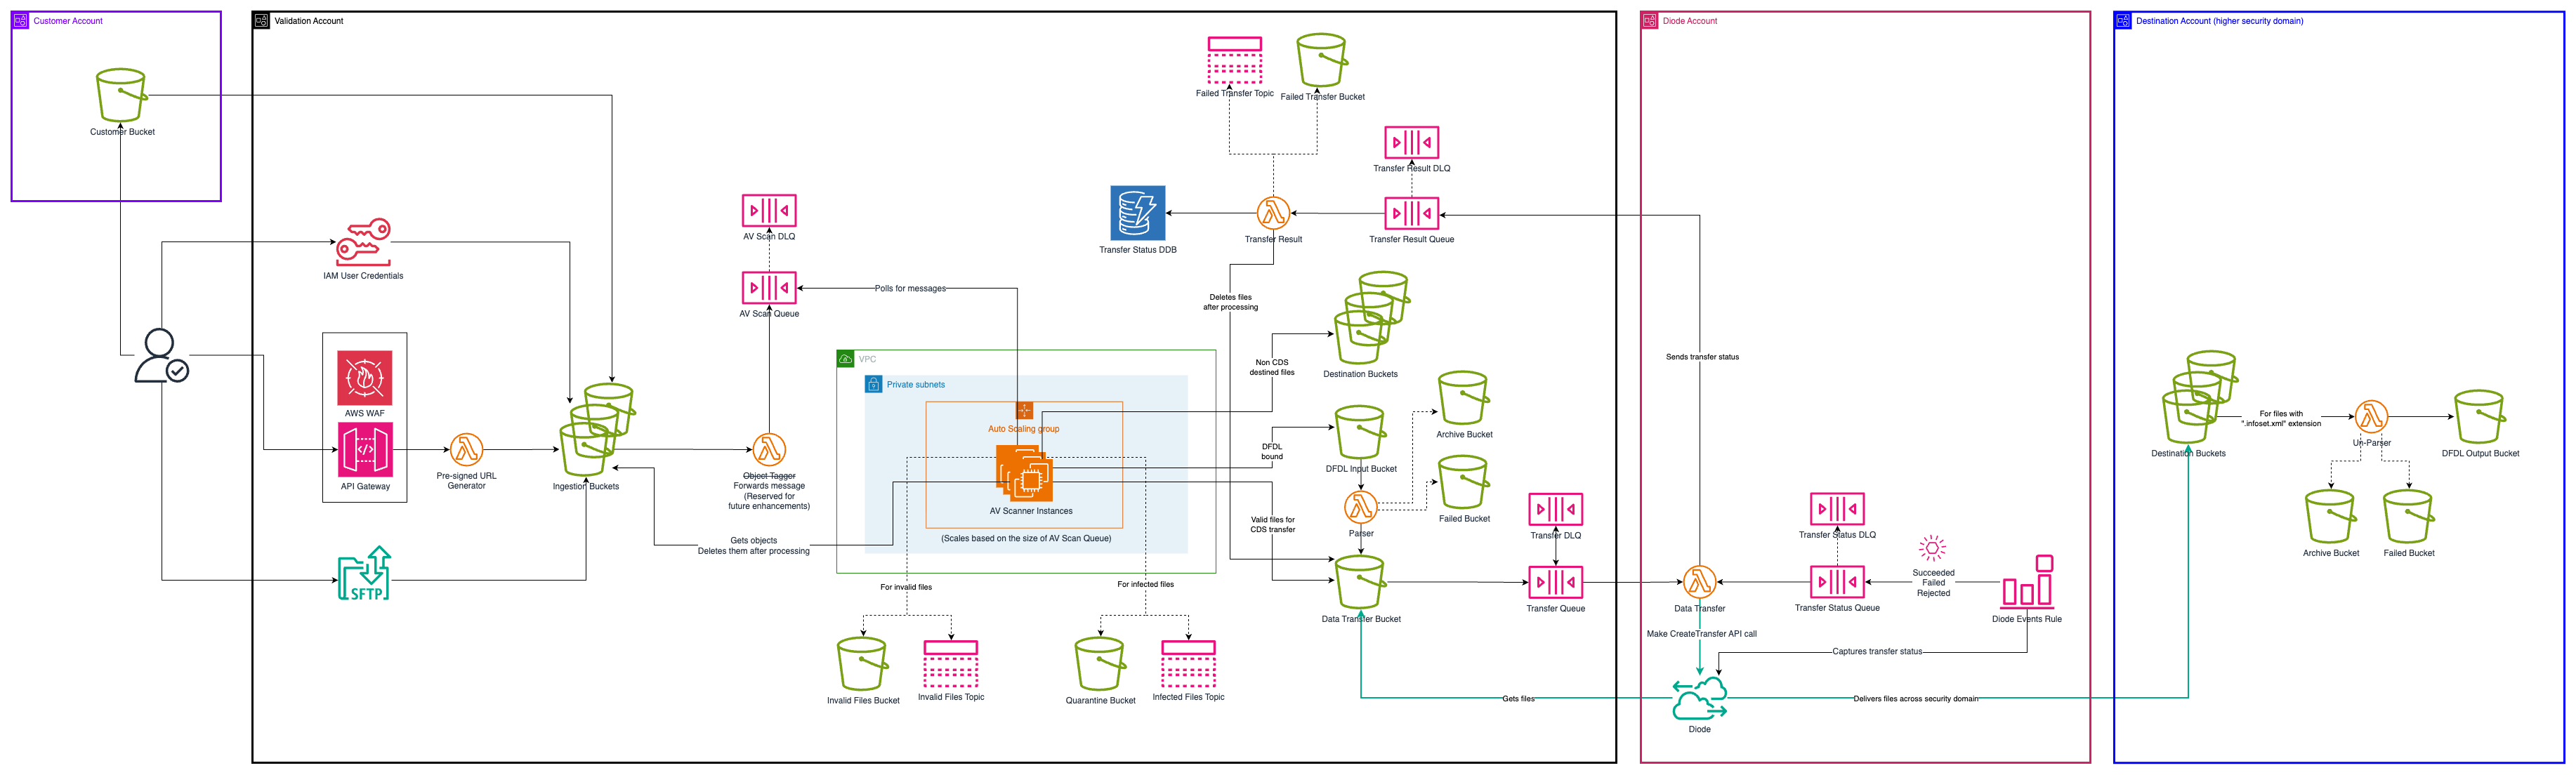 Customer Account
Customer Bucket
Validation Account
IAM User Credentials
AWS WAF
API Gateway
SFTP
Pre-signed URL
Generator
Ingestion Buckets
AV Scan DLQ
AV Scan Queue
Polls for messages
Object Tagger
Forwards message
(Reserved for
future enhancements)
Gets objects
Deletes them after processing
VPC
Private subnets
Auto Scaling group
AV Scanner Instances
(Scales based on the size of AV Scan Queue)
For invalid files
For infected files
Invalid Files Bucket
Invalid Files Topic
Quarantine Bucket
Infected Files Topic
Failed Transfer Topic
Failed Transfer Bucket
Transfer Result DLQ
Transfer Status DDB
Transfer Result
Transfer Result Queue
Deletes files
after processing
Non CDS
destined files
Destination Buckets
DFDL
bound
DFDL Input Bucket
Archive Bucket
Failed Bucket
Parser
Valid files for
CDS transfer
Data Transfer Bucket
Transfer DLQ
Transfer Queue
Gets files
Diode Account
Sends transfer status
Data Transfer
Make CreateTransfer API call
Transfer Status DLQ
Transfer Status Queue
Succeeded
Failed
Rejected
Diode Events Rule
Captures transfer status
Diode
Delivers files across security domain
Destination Account (higher security domain)
Destination Buckets
For files with
".infoset.xml" extension
Un-Parser
DFDL Output Bucket
Archive Bucket
Failed Bucket